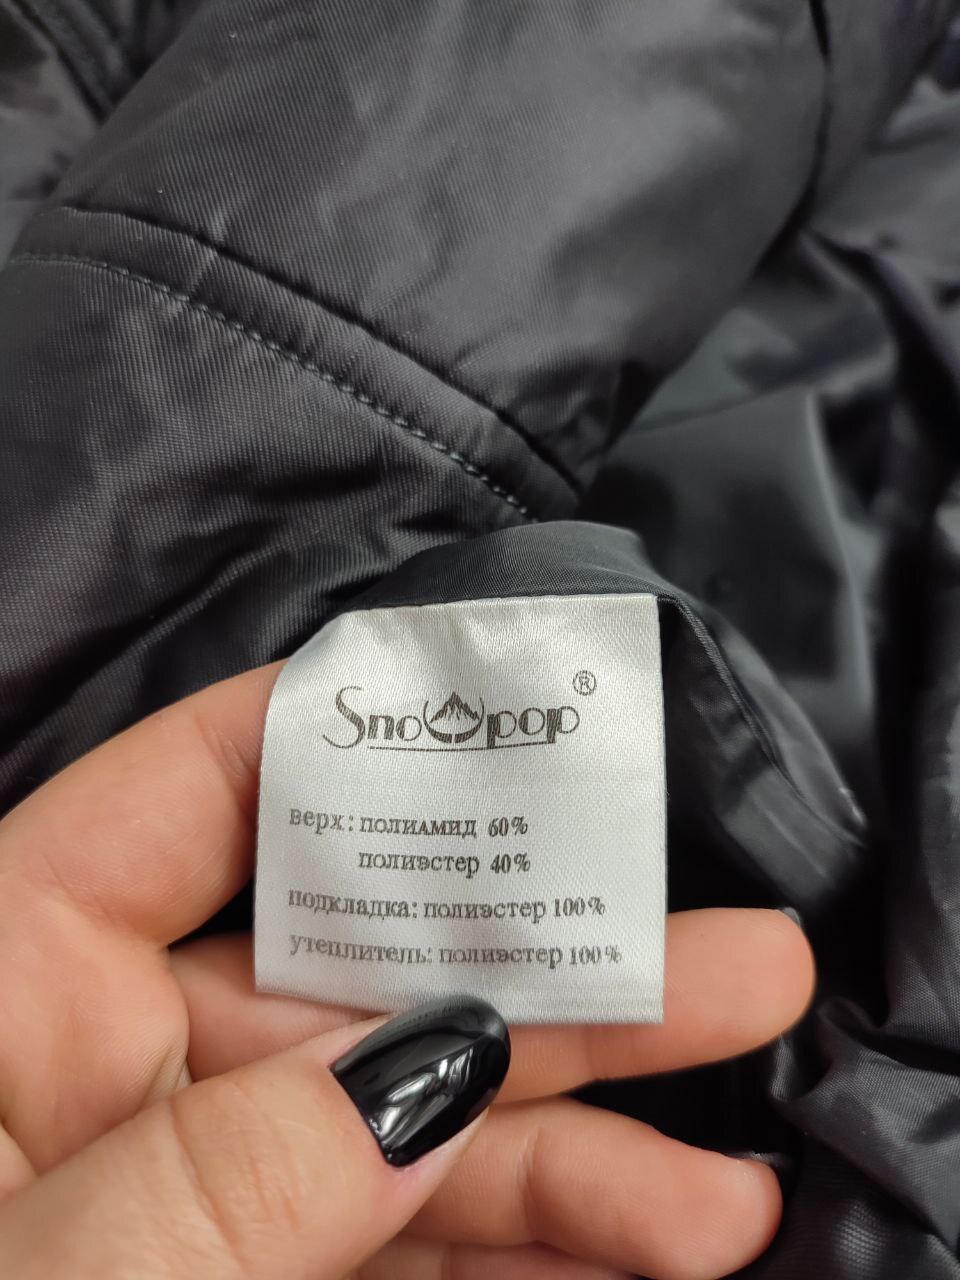 Snowpop®
верх: полиамид 60%
полиэстер 40%
подкладка: полиэстер 100%
утеплитель: полиэстер 100%